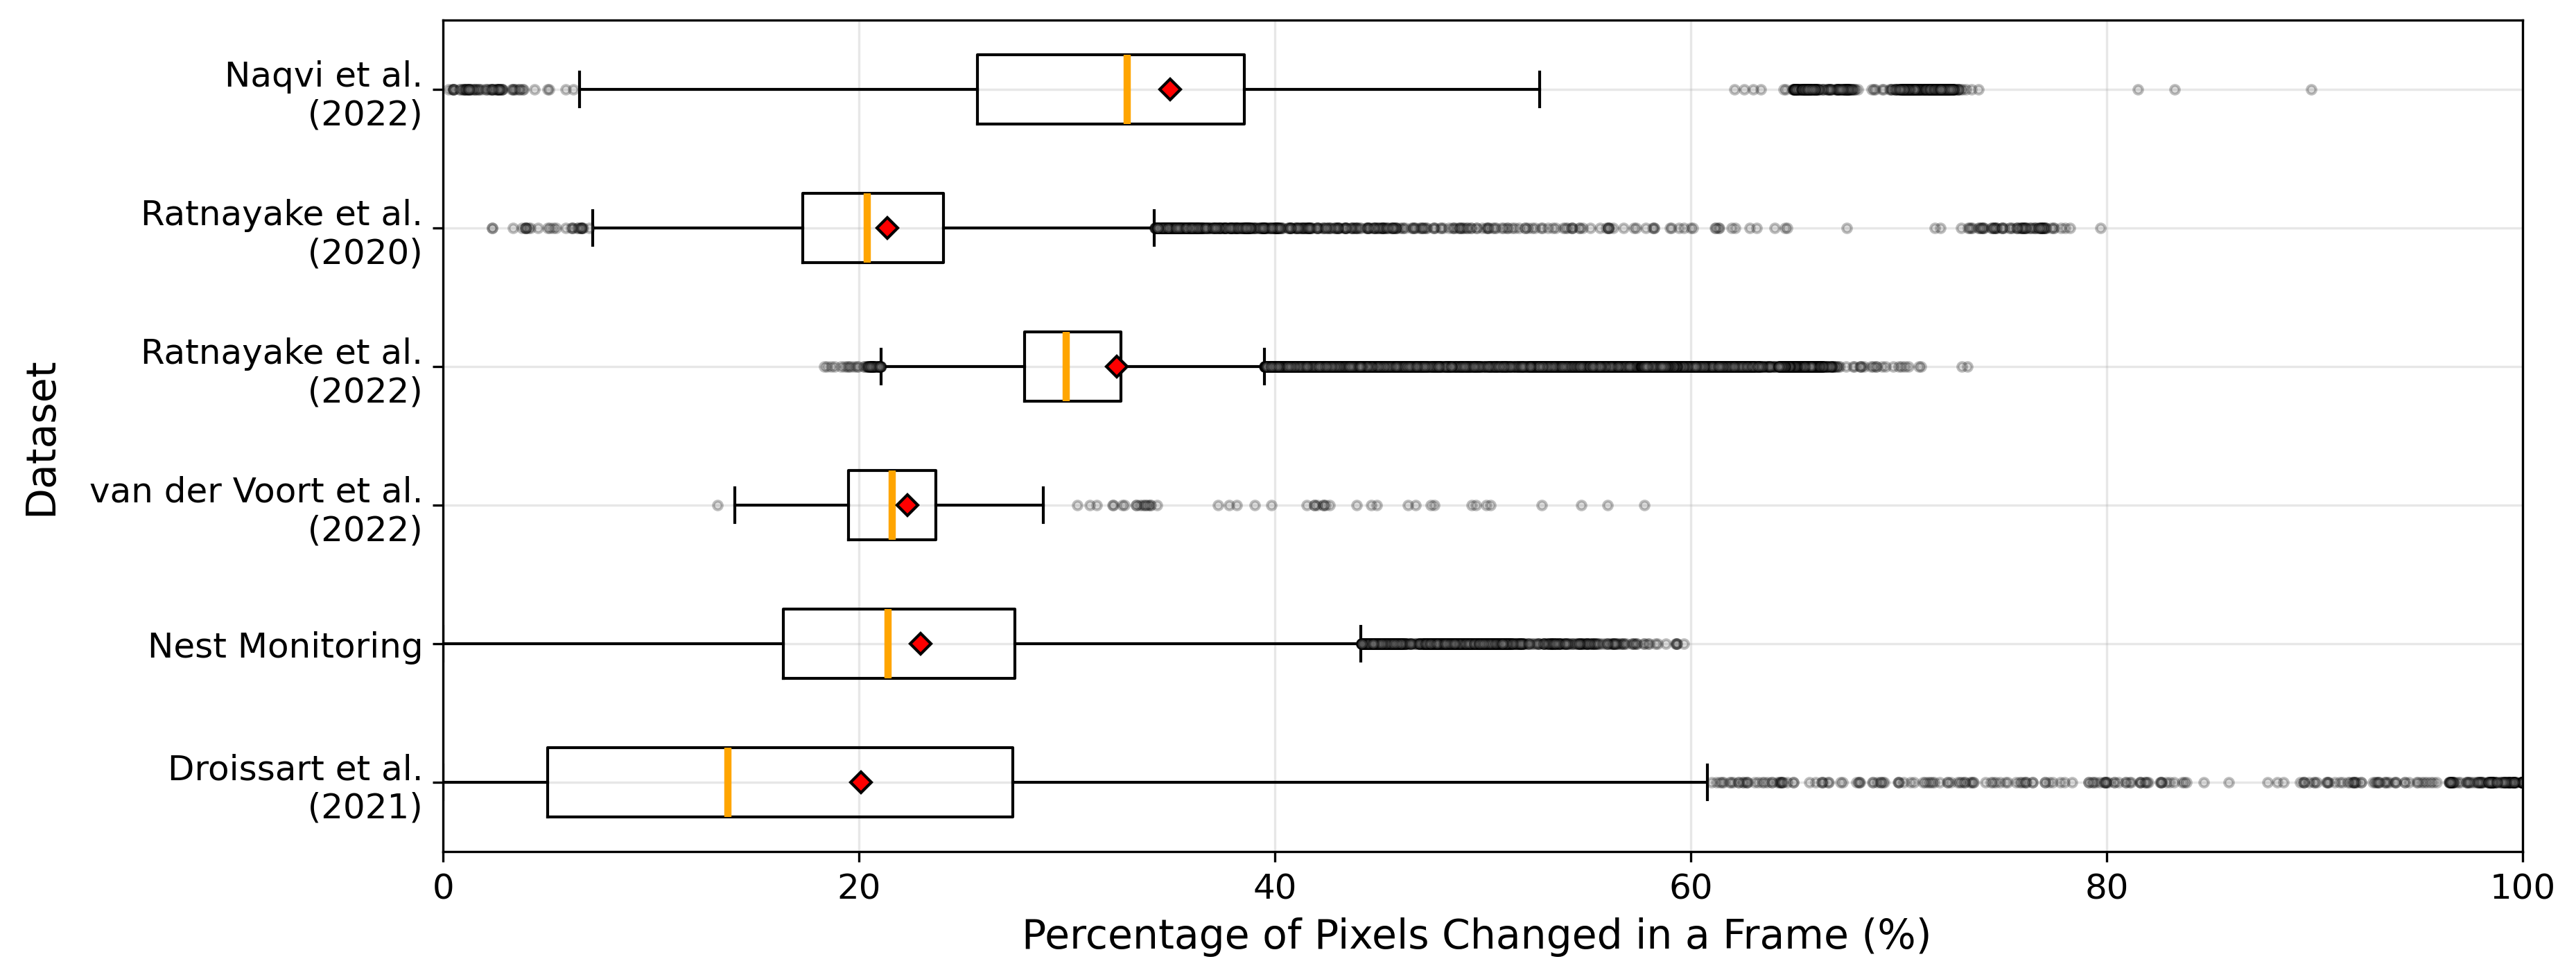 Naqvi et al.
(2022)
Ratnayake et al.
(2020)
Ratnayake et al.
(2022)
van der Voort et al.
(2022)
Nest Monitoring
Droissart et al.
(2021)
Dataset
0 20 40 60 80 100
Percentage of Pixels Changed in a Frame (%)